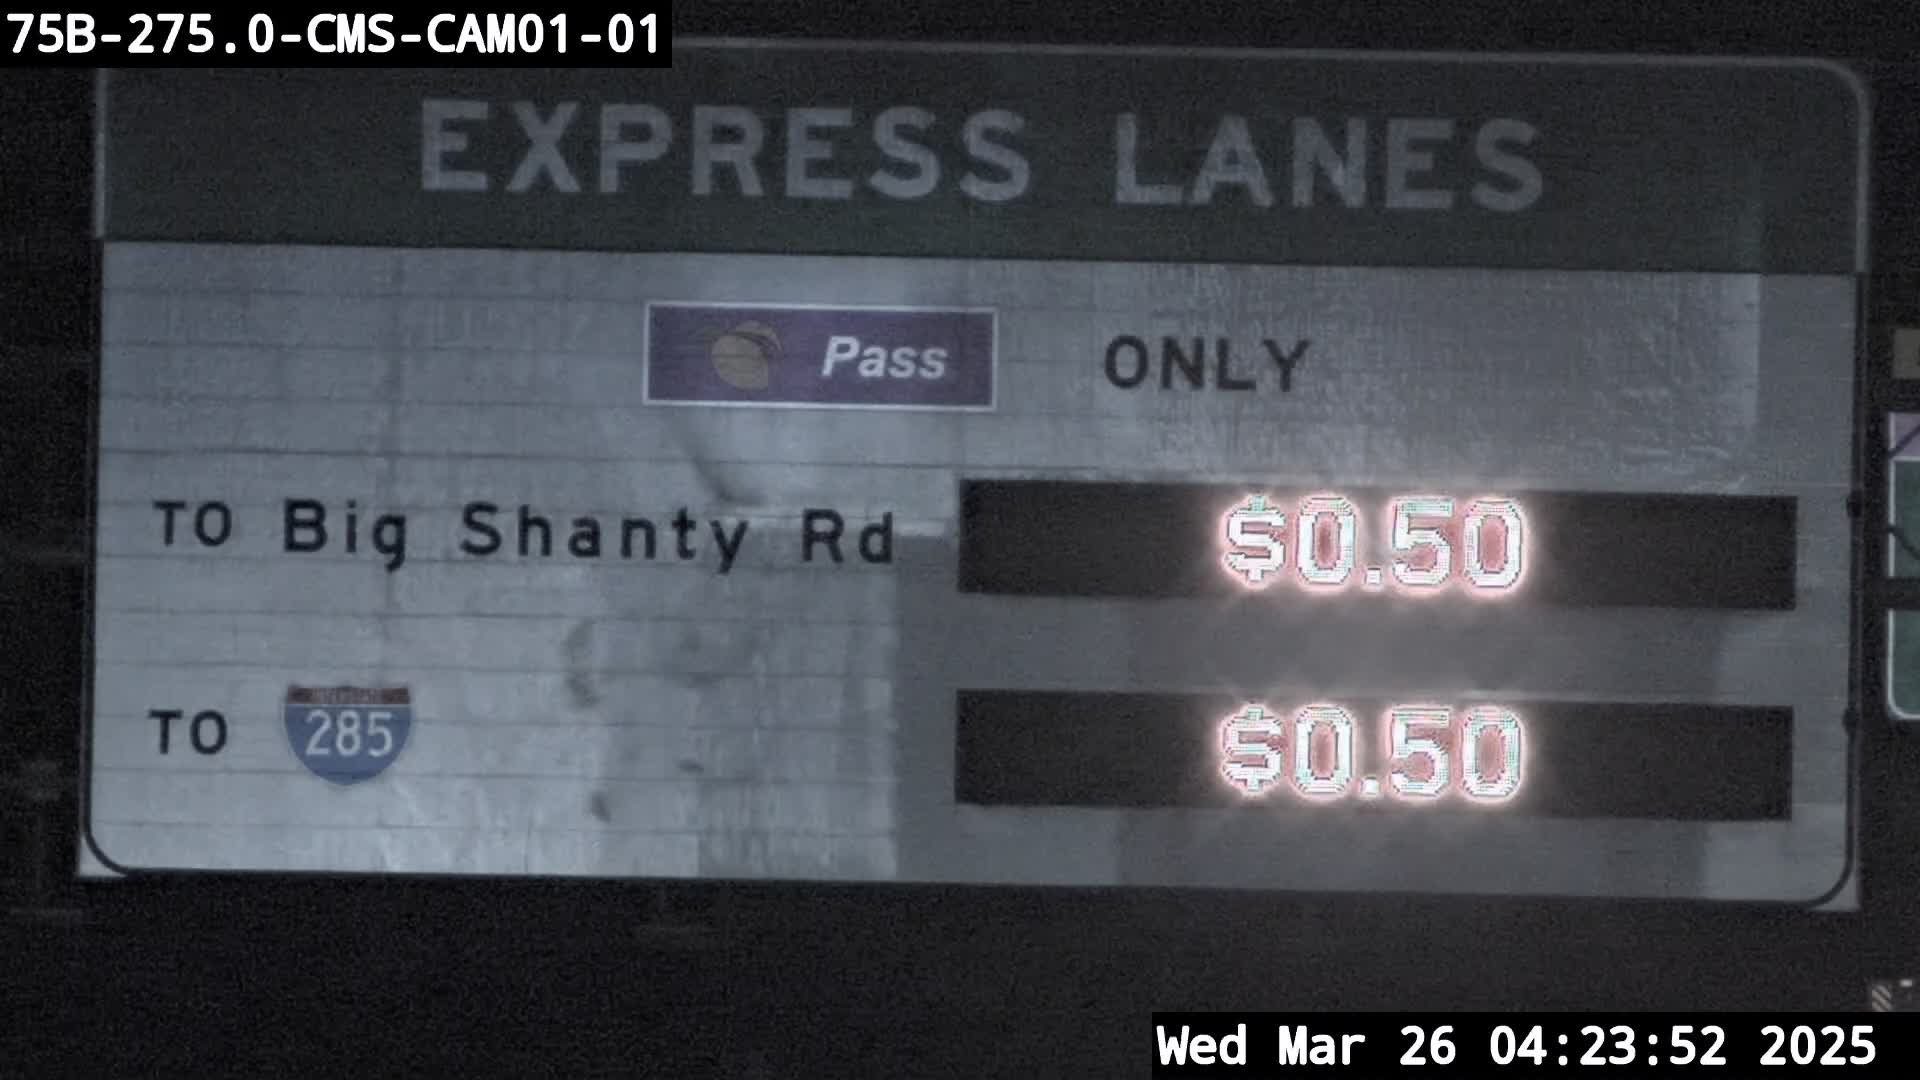 75B-275.0-CMS-CAM01-01
EXPRESS LANES
Pass ONLY
TO Big Shanty Rd $0.50
TO 285 $0.50
Wed Mar 26 04:23:52 2025